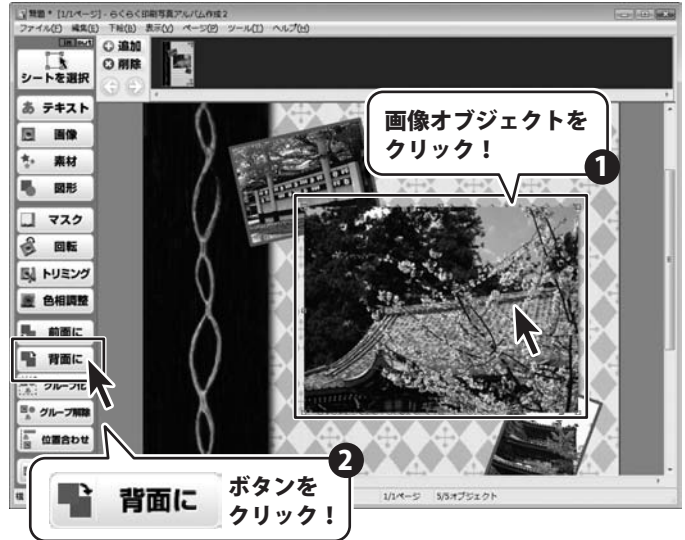 無題 * [1/1ページ] - らくらく印刷写真アルバム作成2
ファイル(F) 編集(E) 下絵(B) 表示(V) ページ(P) ツール(T) ヘルプ(H)
In out
シートを選択
追加
削除
テキスト
画像
素材
図形
マスク
回転
トリミング
色相調整
前面に
背面に
グループ化
グループ解除
位置合わせ
画像オブジェクトを
クリック！
1
2
背面に
ボタンを
クリック！
1/1ページ 5/5オブジェクト